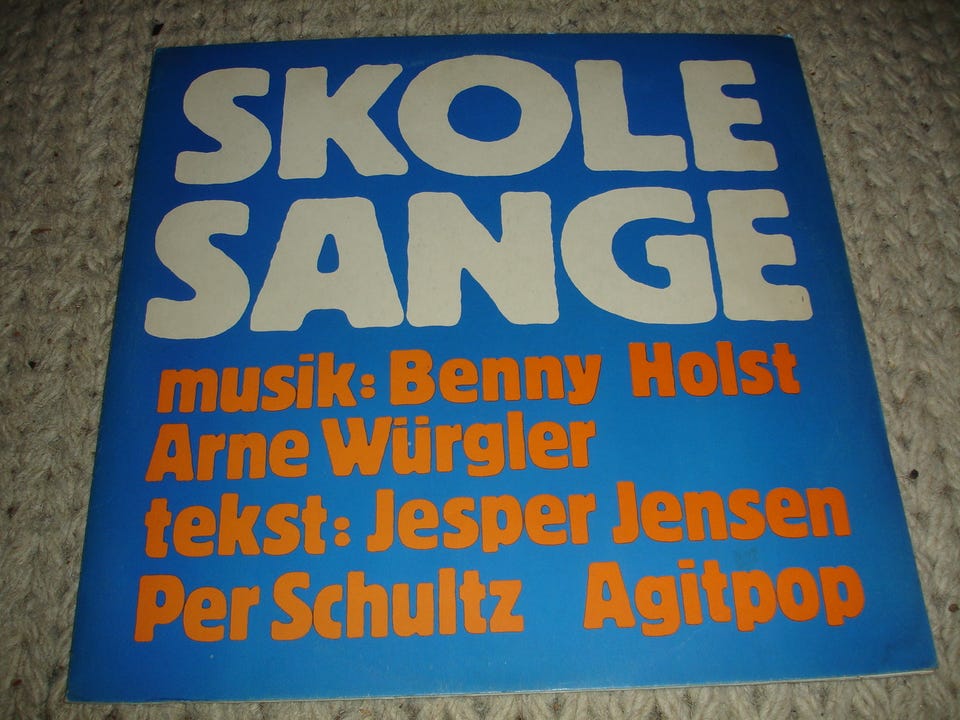 SKOLE
SANGE
musik: Benny Holst
Arne Würgler
tekst: Jesper Jensen
Per Schultz Agitpop